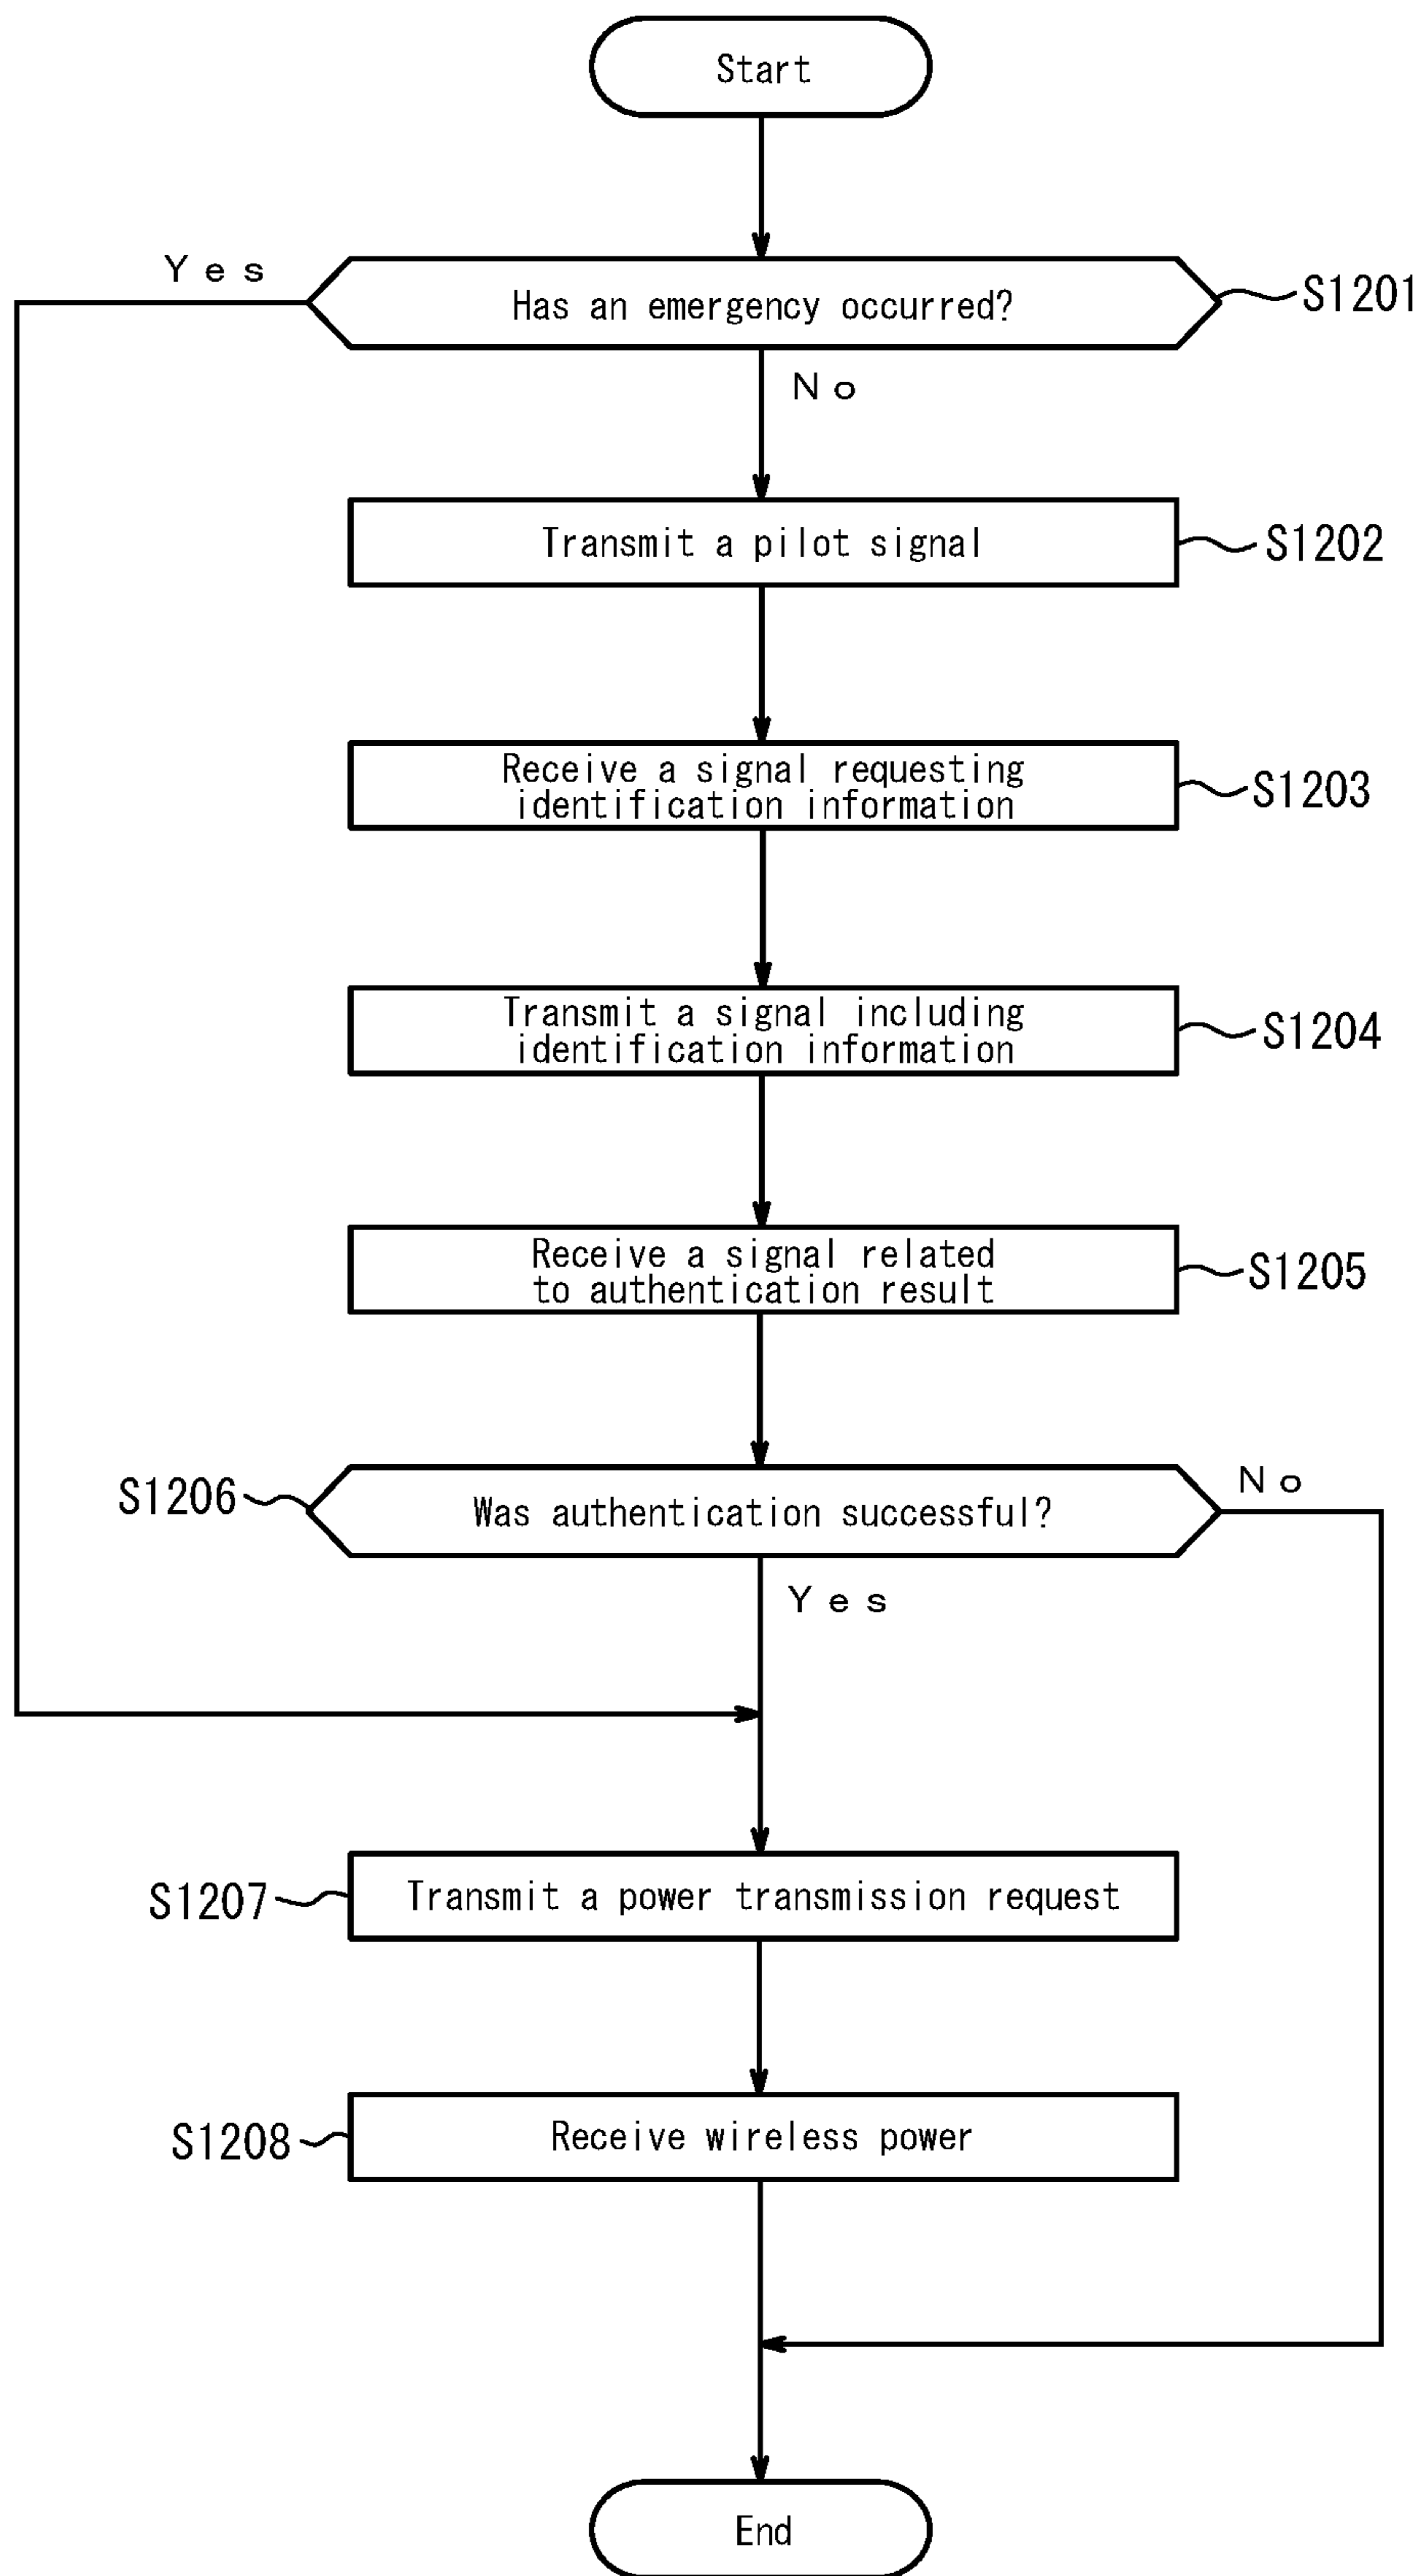 Start
Yes
Has an emergency occurred?
S1201
No
Transmit a pilot signal
S1202
Receive a signal requesting
identification information
S1203
Transmit a signal including
identification information
S1204
Receive a signal related
to authentication result
S1205
S1206
Was authentication successful?
No
Yes
S1207
Transmit a power transmission request
S1208
Receive wireless power
End